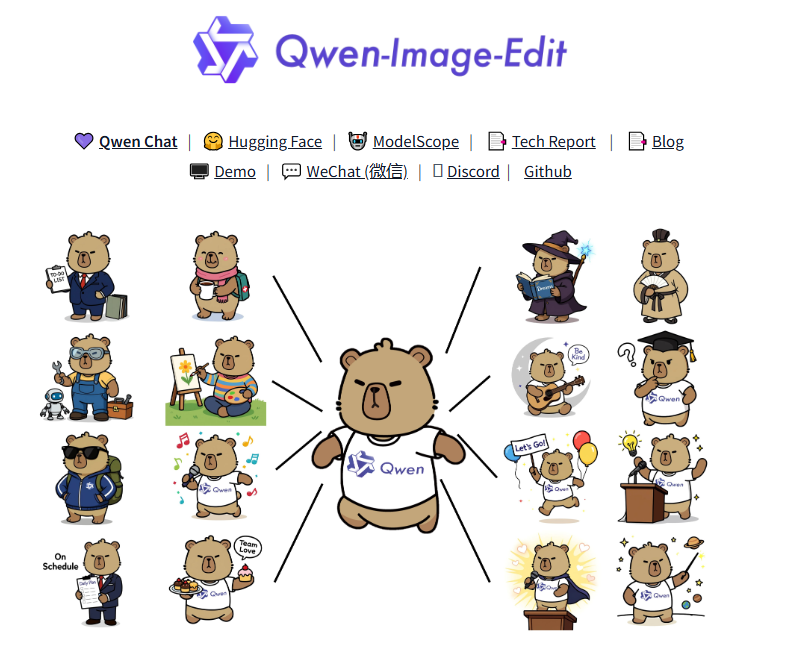 Qwen-Image-Edit
Qwen Chat | Hugging Face | ModelScope | Tech Report | Blog
Demo | WeChat (微信) | Discord | Github
TO-DO
LIST
Be
Kind!
Qwen
Qwen
Let's Go!
Qwen
Qwen
Qwen
Qwen
On
Schedule
Daily Plan
Team
Love
Qwen
Qwen
Qwen